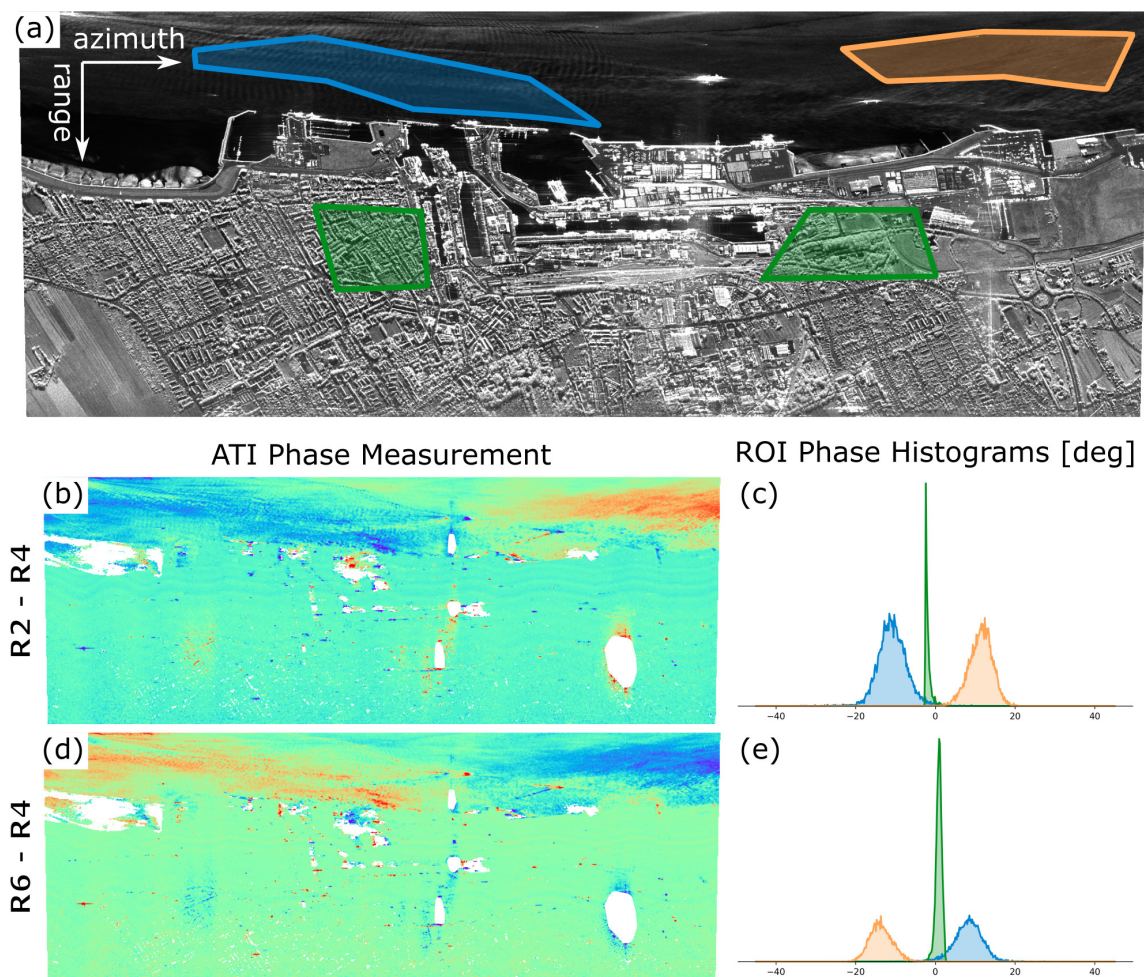 (a)
azimuth
range
ATI Phase Measurement
ROI Phase Histograms [deg]
(b)
(c)
R2 - R4
−40 −20 0 20 40
(d)
(e)
R6 - R4
−40 −20 0 20 40